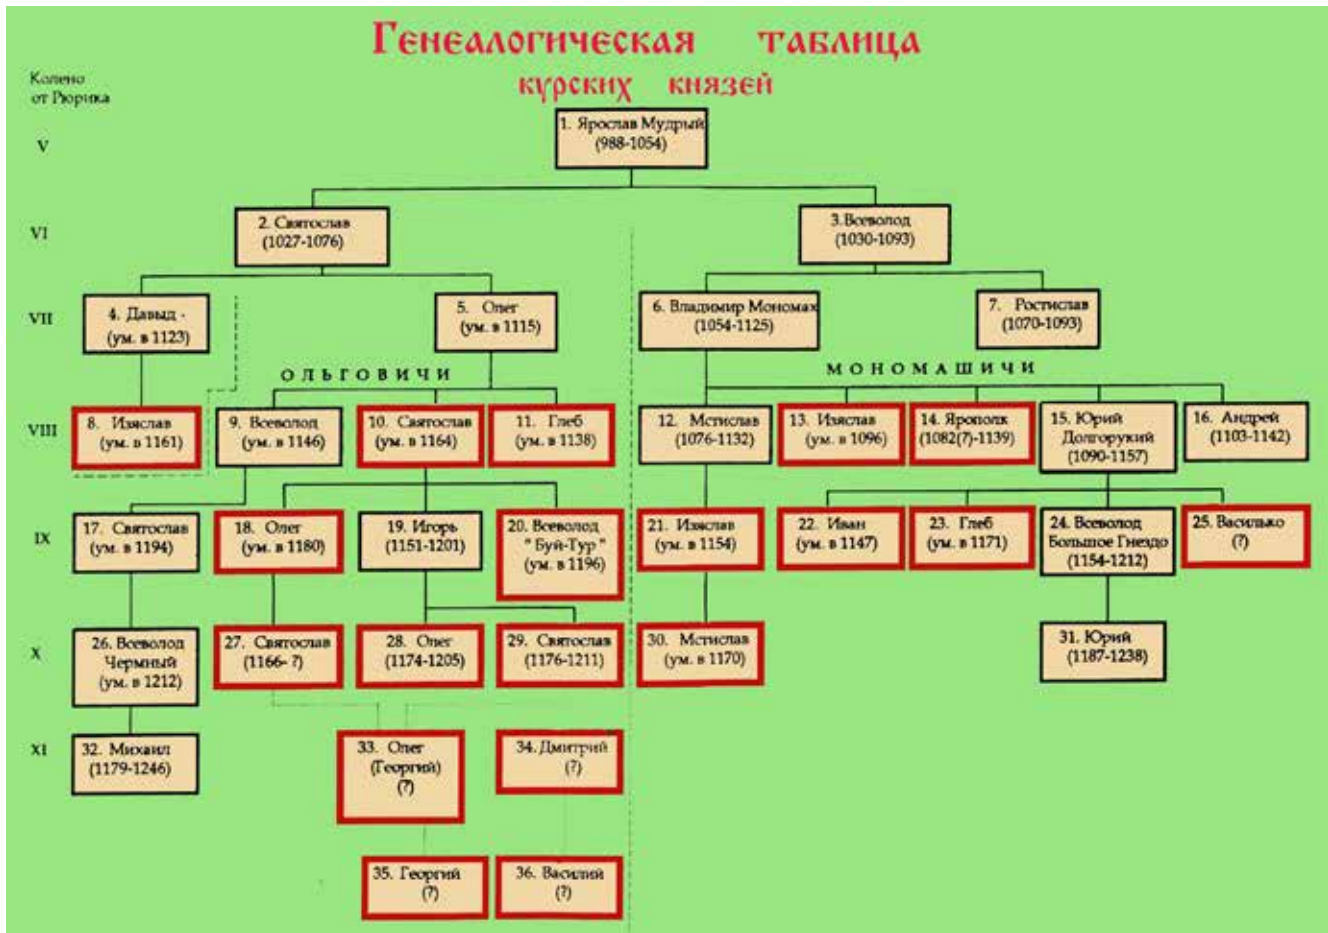 Генеалогическая таблица
курских князей
Колено
от Рюрика
V
1. Ярослав Мудрый
(988-1054)
VI
2. Святослав
(1027-1076)
3. Всеволод
(1030-1093)
VII
4. Давыд -
(ум. в 1123)
5. Олег
(ум. в 1115)
6. Владимир Мономах
(1054-1125)
7. Ростислав
(1070-1093)
ОЛЬГОВИЧИ
МОНОМАШИЧИ
VIII
8. Изяслав
(ум. в 1161)
9. Всеволод
(ум. в 1146)
10. Святослав
(ум. в 1164)
11. Глеб
(ум. в 1138)
12. Мстислав
(1076-1132)
13. Изяслав
(ум. в 1096)
14. Ярополк
(1082(?)-1139)
15. Юрий
Долгорукий
(1090-1157)
16. Андрей
(1103-1142)
IX
17. Святослав
(ум. в 1194)
18. Олег
(ум. в 1180)
19. Игорь
(1151-1201)
20. Всеволод
"Буй-Тур"
(ум. в 1196)
21. Изяслав
(ум. в 1154)
22. Иван
(ум. в 1147)
23. Глеб
(ум. в 1171)
24. Всеволод
Большое Гнездо
(1154-1212)
25. Василько
(?)
X
26. Всеволод
Чермный
(ум. в 1212)
27. Святослав
(1166- ?)
28. Олег
(1174-1205)
29. Святослав
(1176-1211)
30. Мстислав
(ум. в 1170)
31. Юрий
(1187-1238)
XI
32. Михаил
(1179-1246)
33. Олег
(Георгий)
(?)
34. Дмитрий
(?)
35. Георгий
(?)
36. Василий
(?)